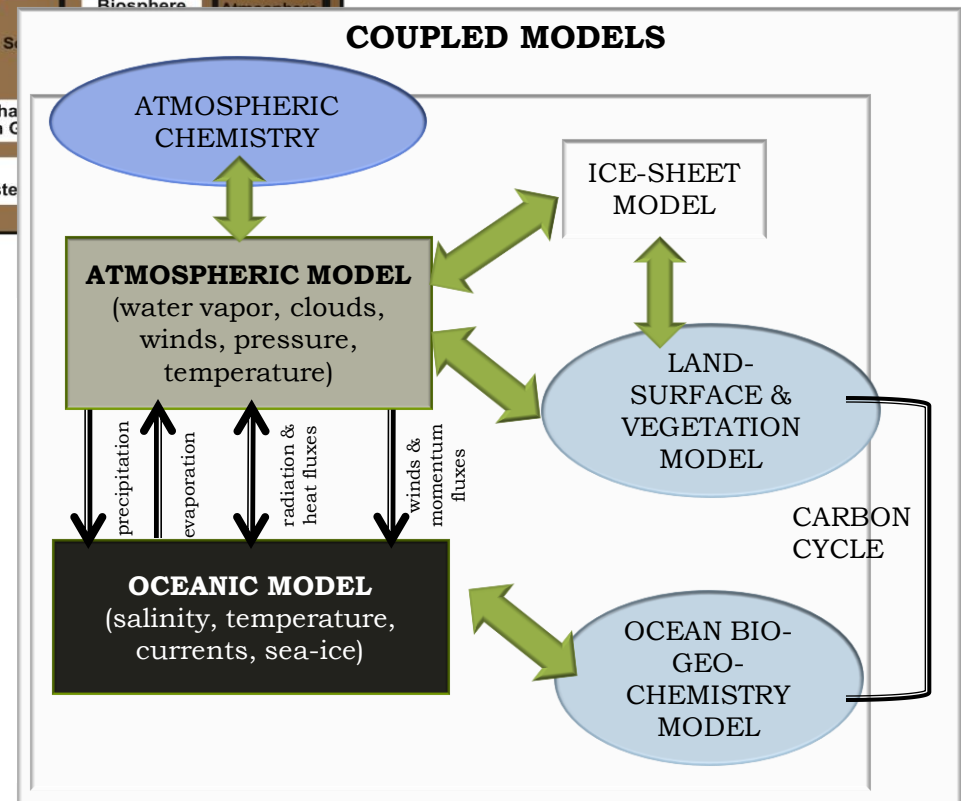 Biosphere
Atmosphere
COUPLED MODELS
ATMOSPHERIC
CHEMISTRY
ICE-SHEET
MODEL
ATMOSPHERIC MODEL
(water vapor, clouds,
winds, pressure,
temperature)
LAND-
SURFACE &
VEGETATION
MODEL
precipitation
evaporation
radiation &
heat fluxes
winds &
momentum
fluxes
CARBON
CYCLE
OCEANIC MODEL
(salinity, temperature,
currents, sea-ice)
OCEAN BIO-
GEO-
CHEMISTRY
MODEL